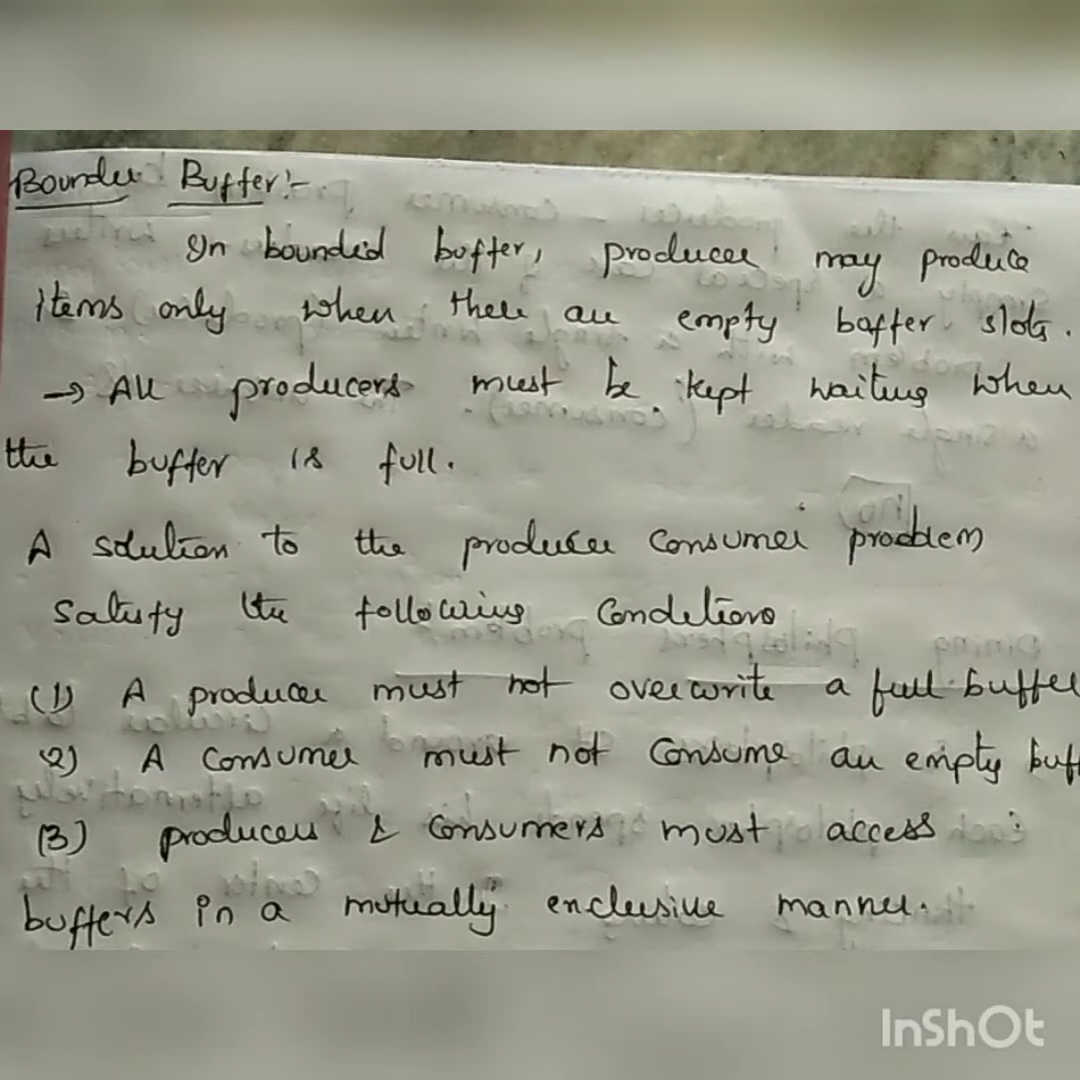 Bounder Buffer:-
In bounded buffer, producer may produce
items only when there are empty baffer slots.
→ All producers must be kept waiting when
the buffer is full.
A solution to the producer consumer problem
satisfy the following conditions
(1) A producer must not overwrite a full buffer
2) A consumer must not consume an empty buff
(3) producers & consumers must access
buffers in a mutually exclusive manner.
InShOt